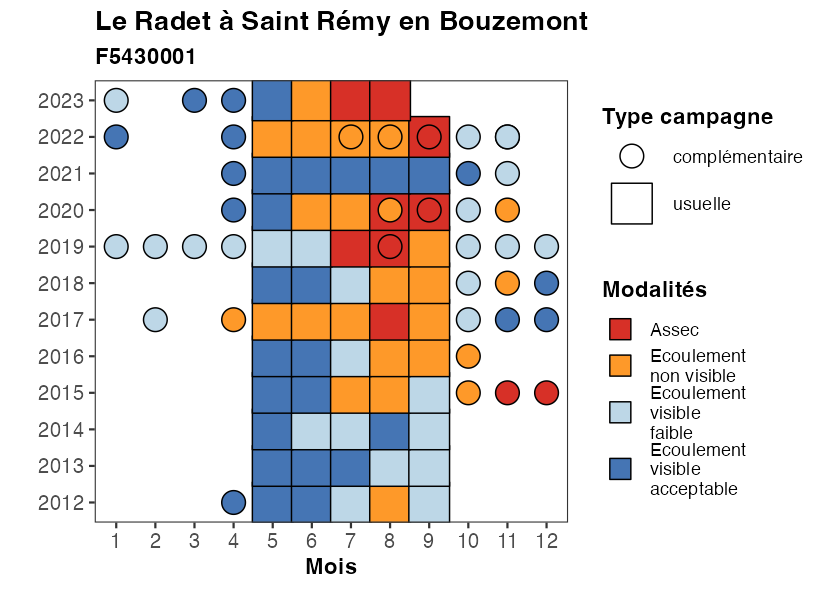 Le Radet à Saint Rémy en Bouzemont
F5430001
2023
2022
2021
2020
2019
2018
2017
2016
2015
2014
2013
2012
1 2 3 4 5 6 7 8 9 10 11 12
Mois
Type campagne
complémentaire
usuelle
Modalités
Assec
Ecoulement
non visible
Ecoulement
visible
faible
Ecoulement
visible
acceptable